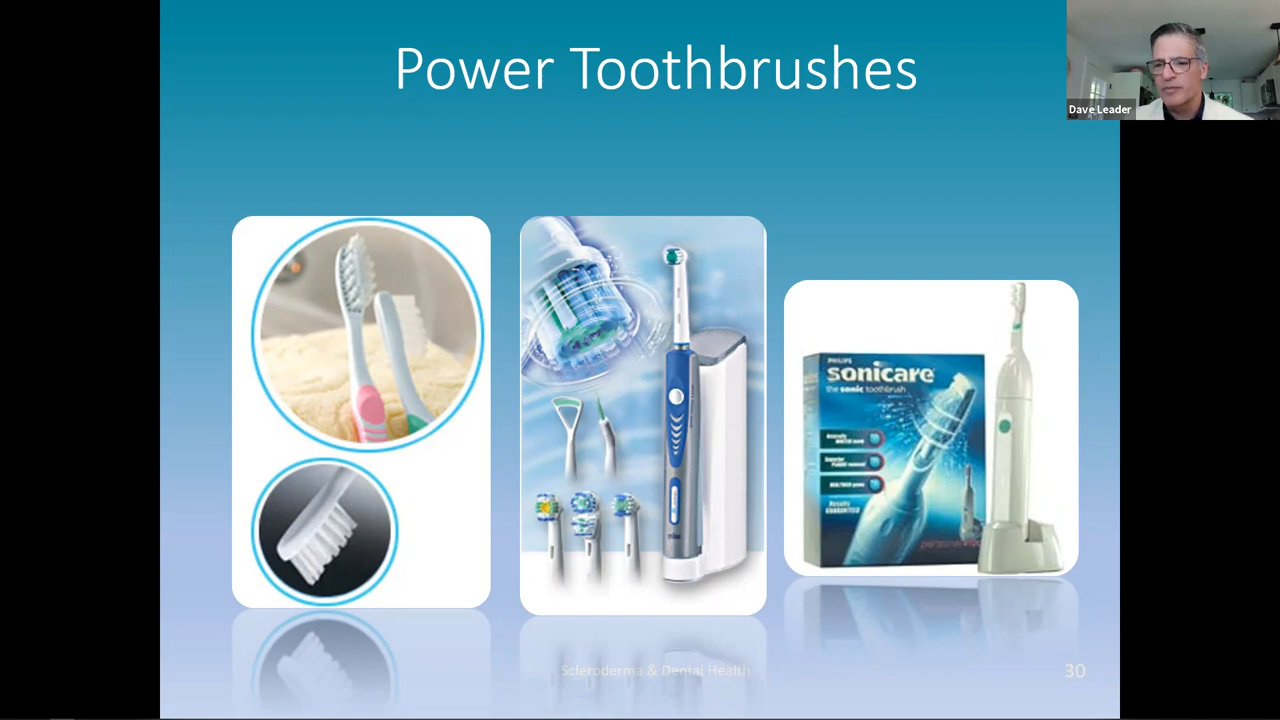 Power Toothbrushes
Dave Leader
PHILIPS
sonicare
the sonic toothbrush
Scleroderma & Dental Health
30